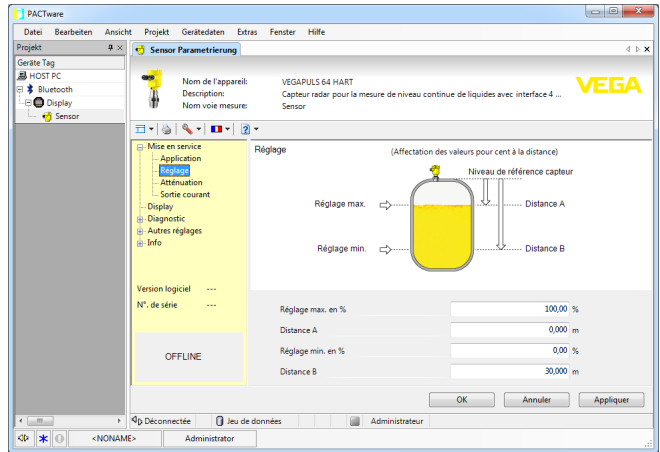 PACTware
Datei Bearbeiten Ansicht Projekt Gerätedaten Extras Fenster Hilfe
Projekt
Sensor Parametrierung
Geräte Tag
HOST PC
Bluetooth
Display
Sensor
Nom de l'appareil: VEGAPULS 64 HART
Description: Capteur radar pour la mesure de niveau continue de liquides avec interface 4 ...
Nom voie mesure: Sensor
VEGA
Mise en service
Application
Réglage
Atténuation
Sortie courant
Display
Diagnostic
Autres réglages
Info
Version logiciel ---
N°. de série ---
OFFLINE
Réglage
(Affectation des valeurs pour cent à la distance)
Niveau de référence capteur
Réglage max. Distance A
Réglage min. Distance B
Réglage max. en % 100,00 %
Distance A 0,000 m
Réglage min. en % 0,00 %
Distance B 30,000 m
OK Annuler Appliquer
Déconnectée Jeu de données Administrateur
<NONAME> Administrator